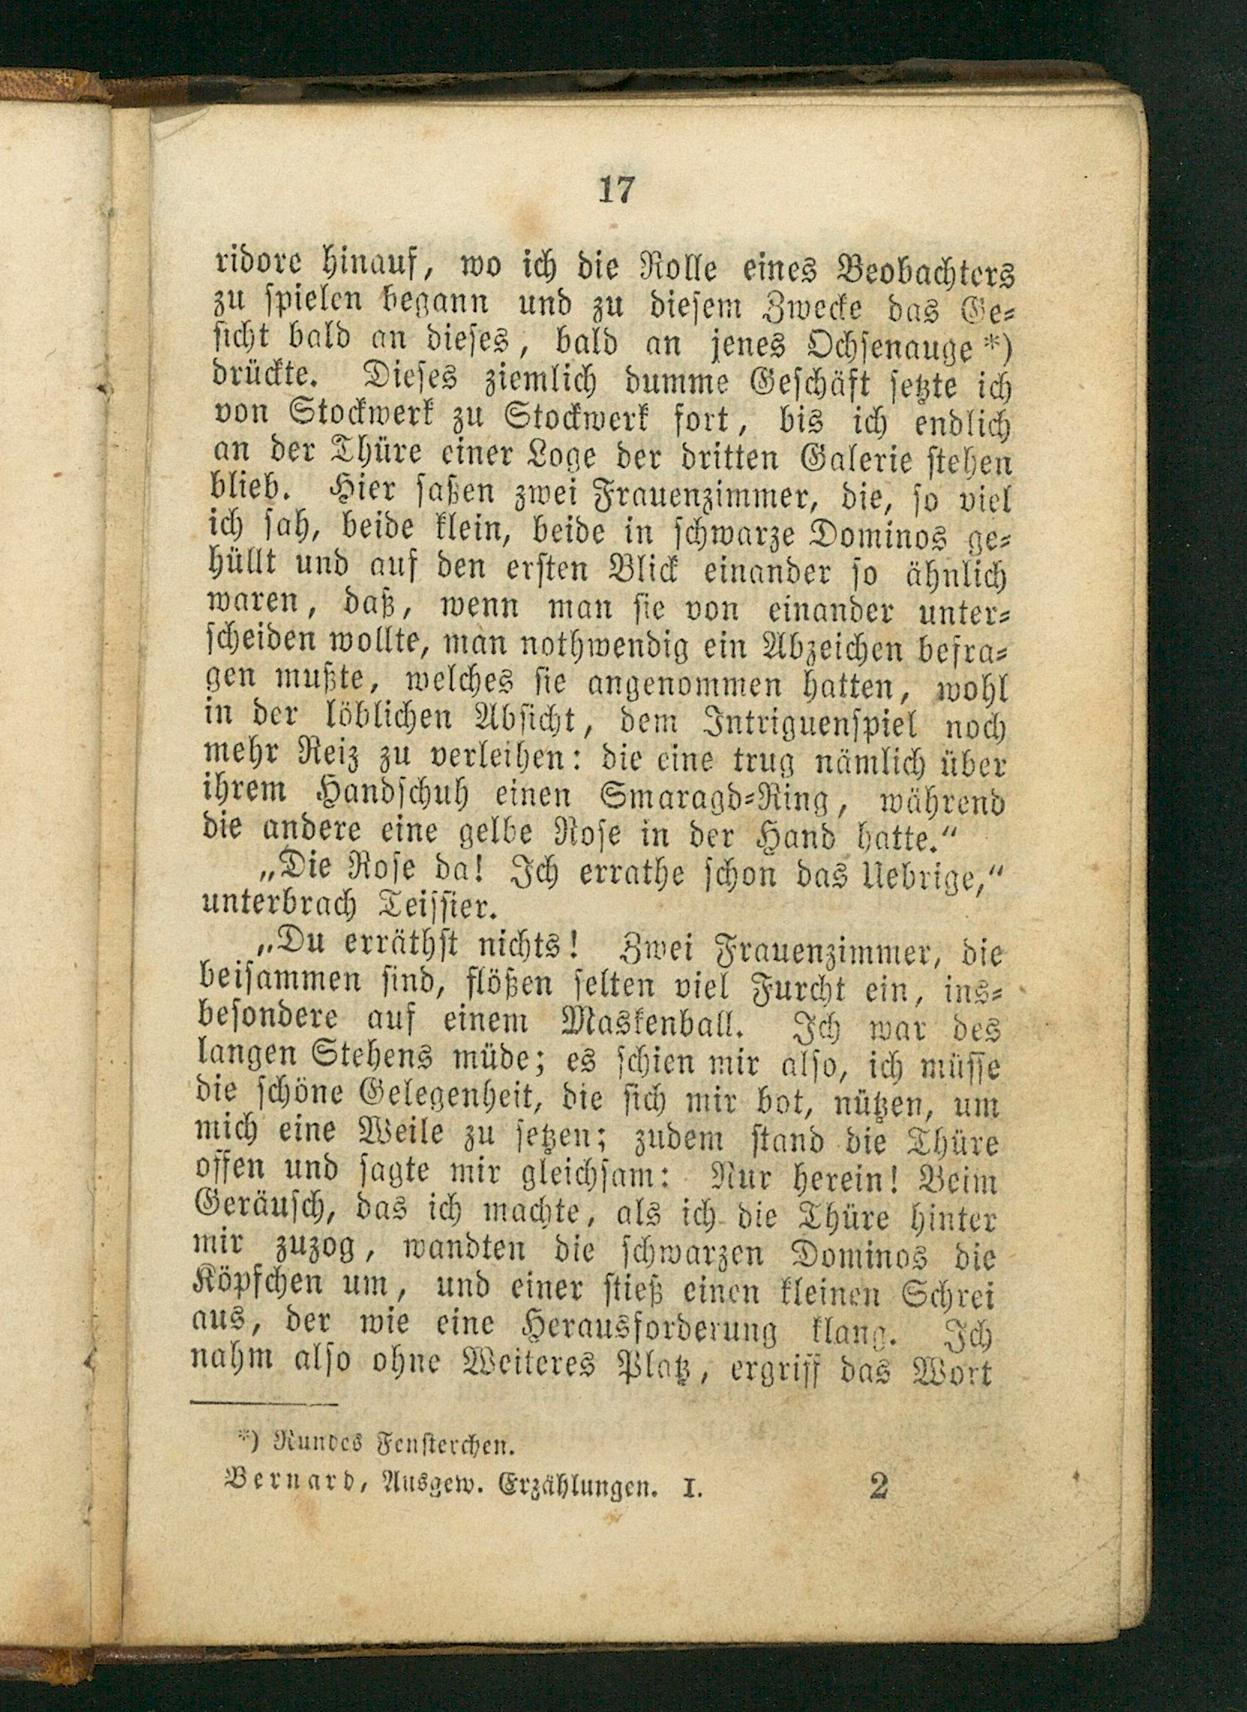 17
ridore hinauf, wo ich die Rolle eines Beobachters
zu spielen begann und zu diesem Zwecke das Ge-
sicht bald an dieses, bald an jenes Ochsenauge *)
drückte. Dieses ziemlich dumme Geschäft setzte ich
von Stockwerk zu Stockwerk fort, bis ich endlich
an der Thüre einer Loge der dritten Galerie stehen
blieb. Hier saßen zwei Frauenzimmer, die, so viel
ich sah, beide klein, beide in schwarze Dominos ge-
hüllt und auf den ersten Blick einander so ähnlich
waren, daß, wenn man sie von einander unter-
scheiden wollte, man nothwendig ein Abzeichen befra-
gen mußte, welches sie angenommen hatten, wohl
in der löblichen Absicht, dem Intriguenspiel noch
mehr Reiz zu verleihen: die eine trug nämlich über
ihrem Handschuh einen Smaragd-Ring, während
die andere eine gelbe Rose in der Hand hatte.“
„Die Rose da! Ich errathe schon das Uebrige,“
unterbrach Teissier.
„Du erräthst nichts! Zwei Frauenzimmer, die
beisammen sind, flößen selten viel Furcht ein, ins-
besondere auf einem Maskenball. Ich war des
langen Stehens müde; es schien mir also, ich müsse
die schöne Gelegenheit, die sich mir bot, nützen, um
mich eine Weile zu setzen; zudem stand die Thüre
offen und sagte mir gleichsam: Nur herein! Beim
Geräusch, das ich machte, als ich die Thüre hinter
mir zuzog, wandten die schwarzen Dominos die
Köpfchen um, und einer stieß einen kleinen Schrei
aus, der wie eine Herausforderung klang. Ich
nahm also ohne Weiteres Platz, ergriff das Wort
*) Rundes Fensterchen.
Bernard, Ausgew. Erzählungen. I. 2